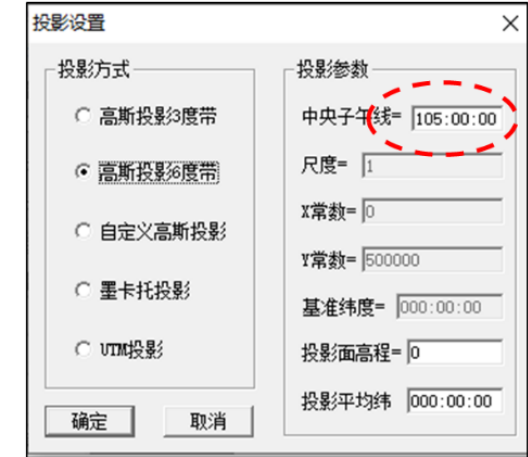 投影设置
投影方式
高斯投影3度带
高斯投影6度带
自定义高斯投影
墨卡托投影
UTM投影
确定
取消
投影参数
中央子午线= 105:00:00
尺度= 1
X常数= 0
Y常数= 500000
基准纬度= 000:00:00
投影面高程= 0
投影平均纬 000:00:00